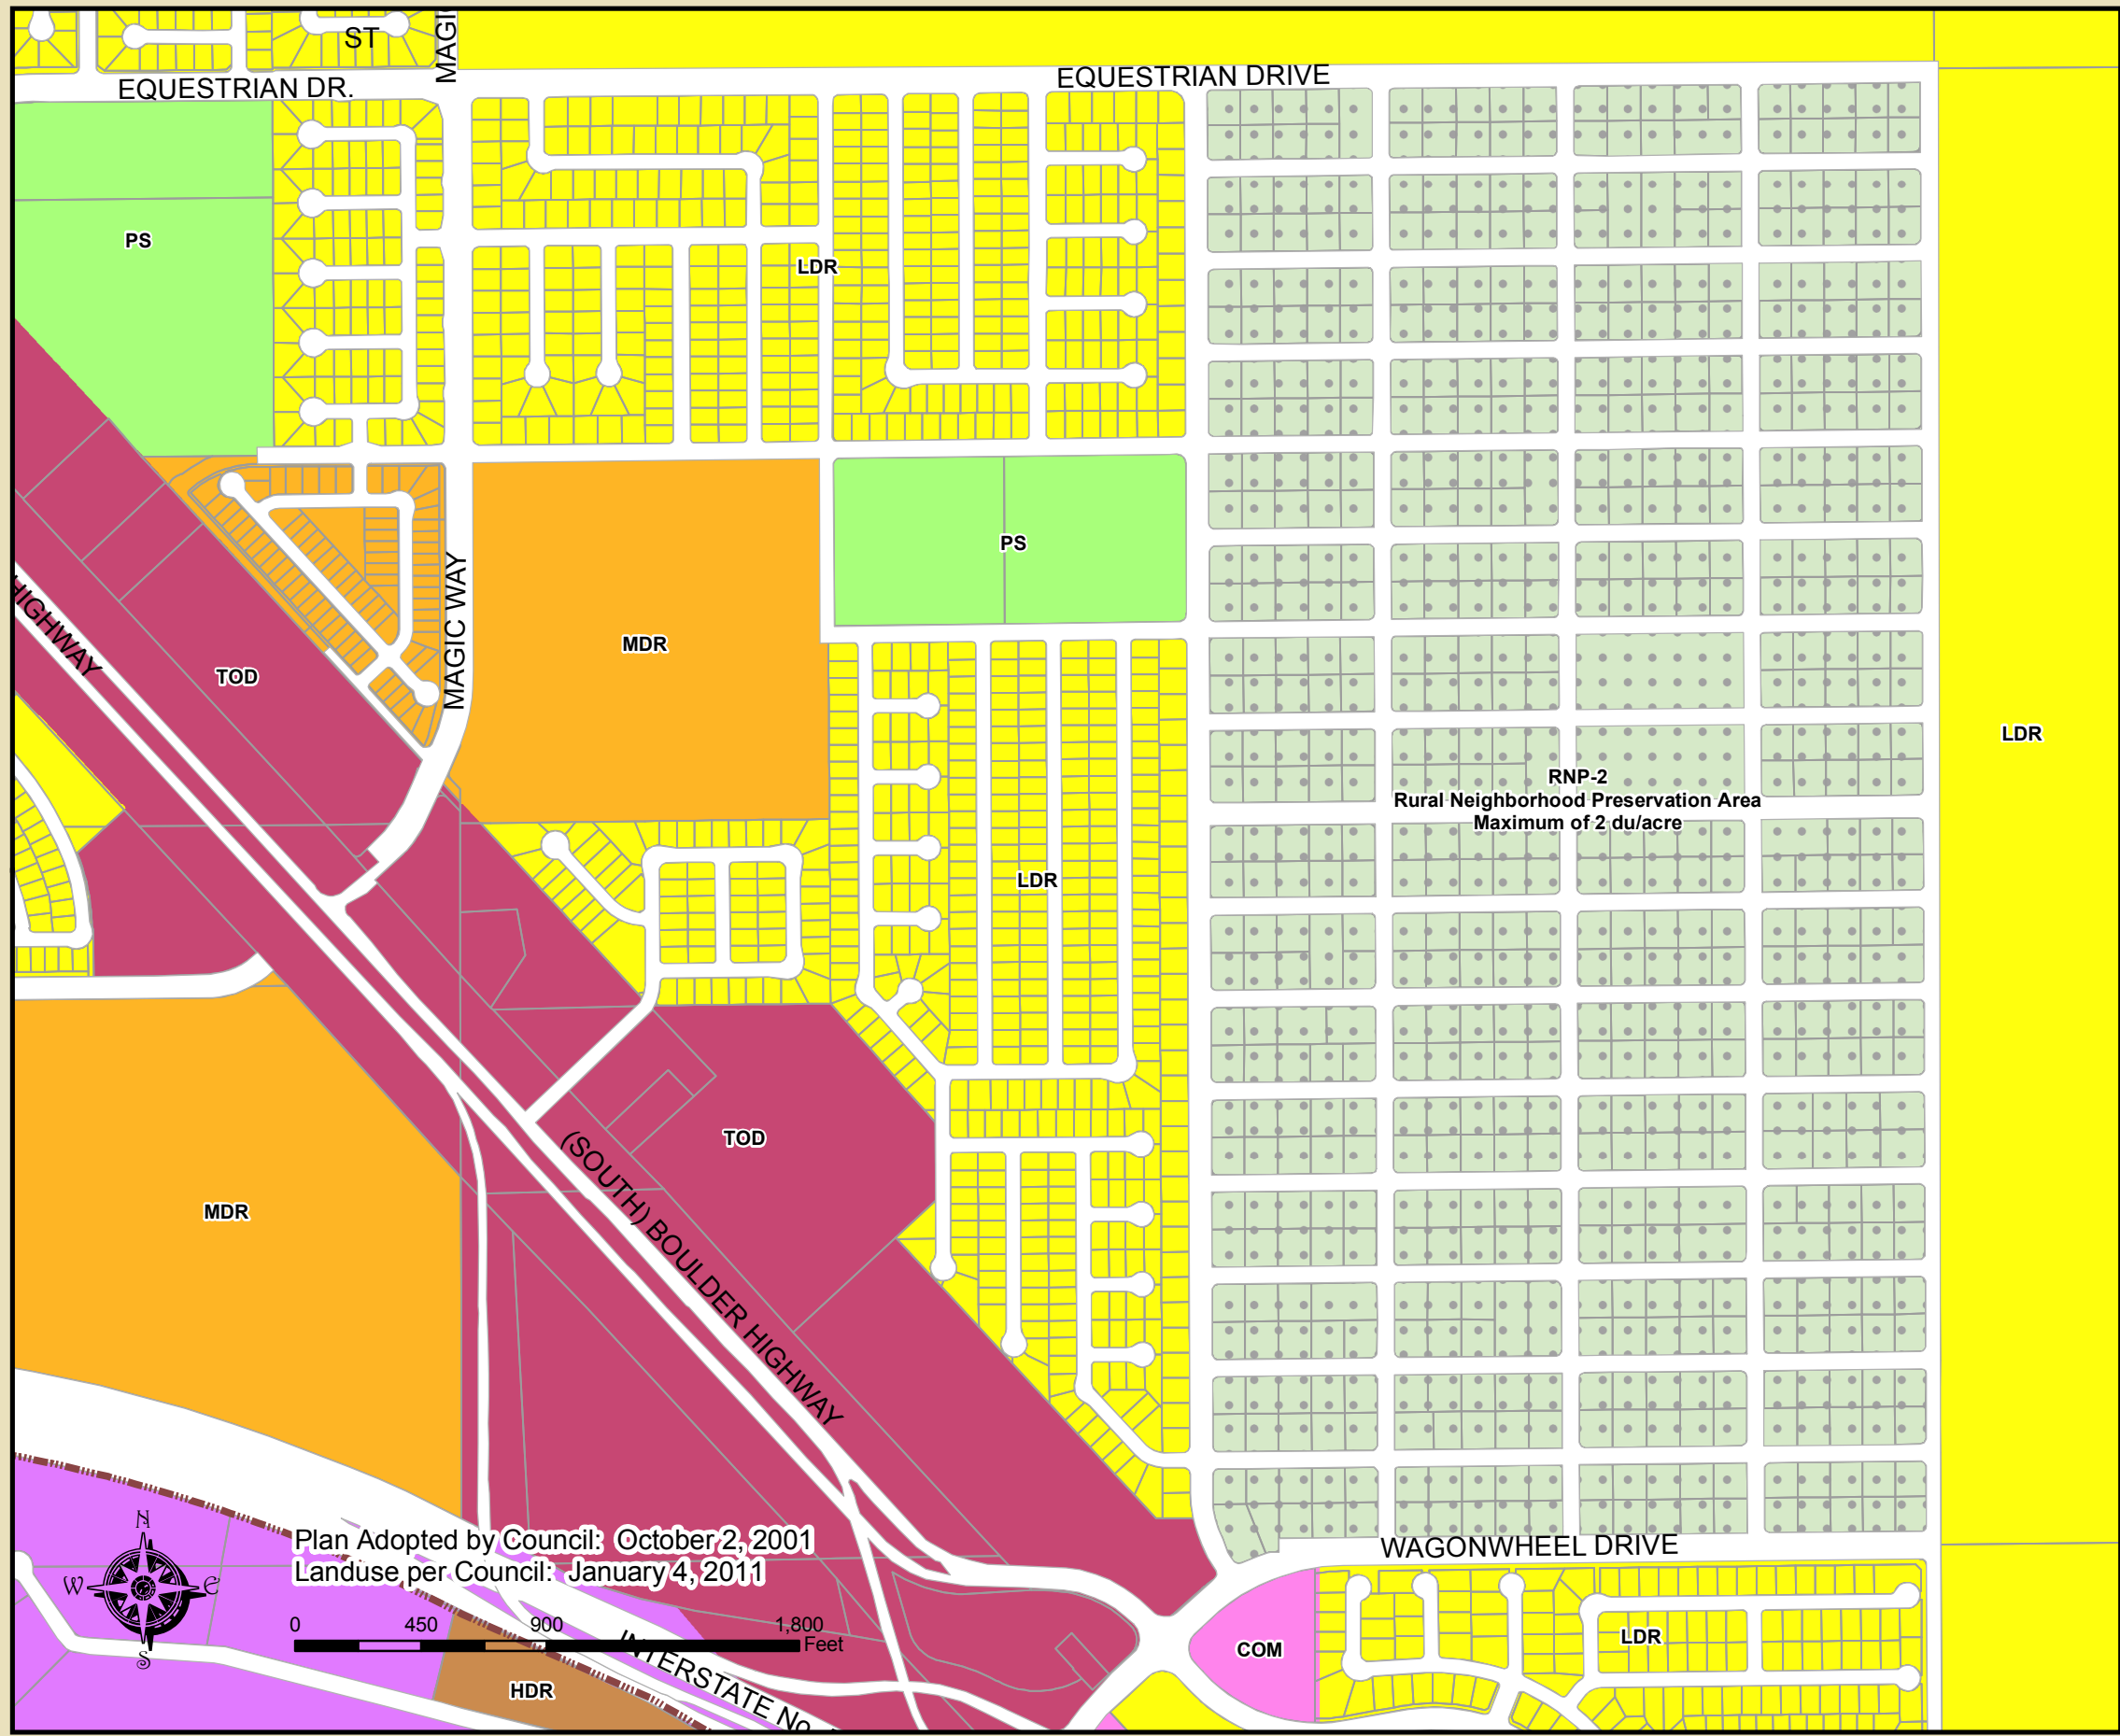 ST
MAGIC
EQUESTRIAN DR.
EQUESTRIAN DRIVE
PS
LDR
PS
HIGHWAY
MAGIC WAY
TOD
MDR
LDR
RNP-2
Rural Neighborhood Preservation Area
Maximum of 2 du/acre
LDR
TOD
(SOUTH) BOULDER HIGHWAY
MDR
Plan Adopted by Council: October 2, 2001
Landuse per Council: January 4, 2011
WAGONWHEEL DRIVE
N
W
E
S
0 450 900 1,800
Feet
INTERSTATE No.
HDR
COM
LDR